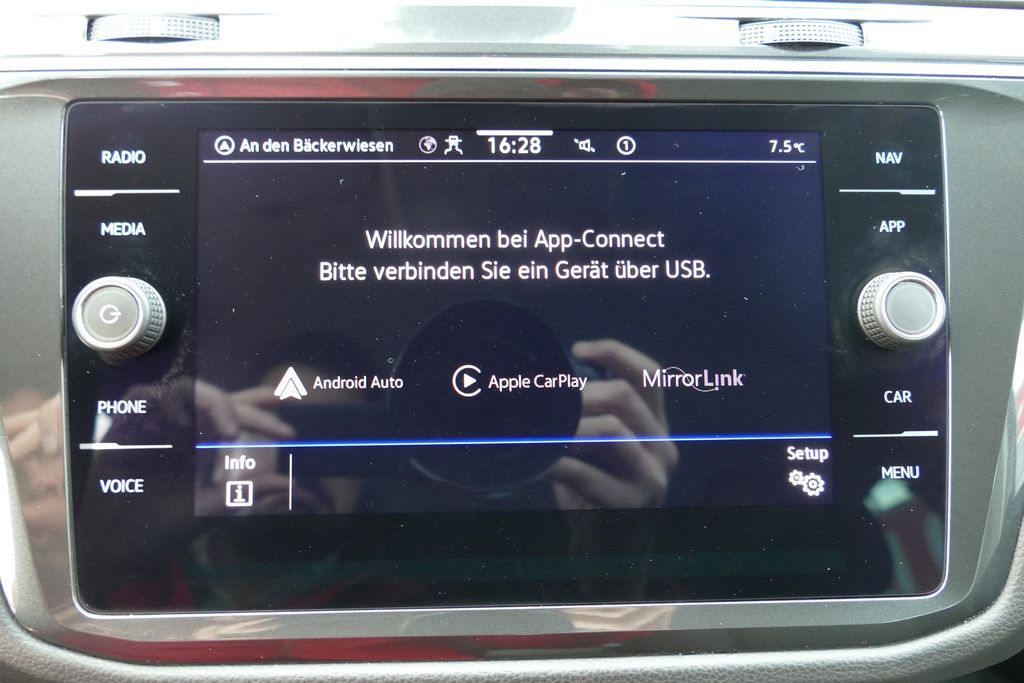 An den Bäckerwiesen 16:28 1 7.5°C
RADIO
NAV
MEDIA
APP
Willkommen bei App-Connect
Bitte verbinden Sie ein Gerät über USB.
Android Auto Apple CarPlay MirrorLink
PHONE
CAR
Info
Setup
VOICE
MENU